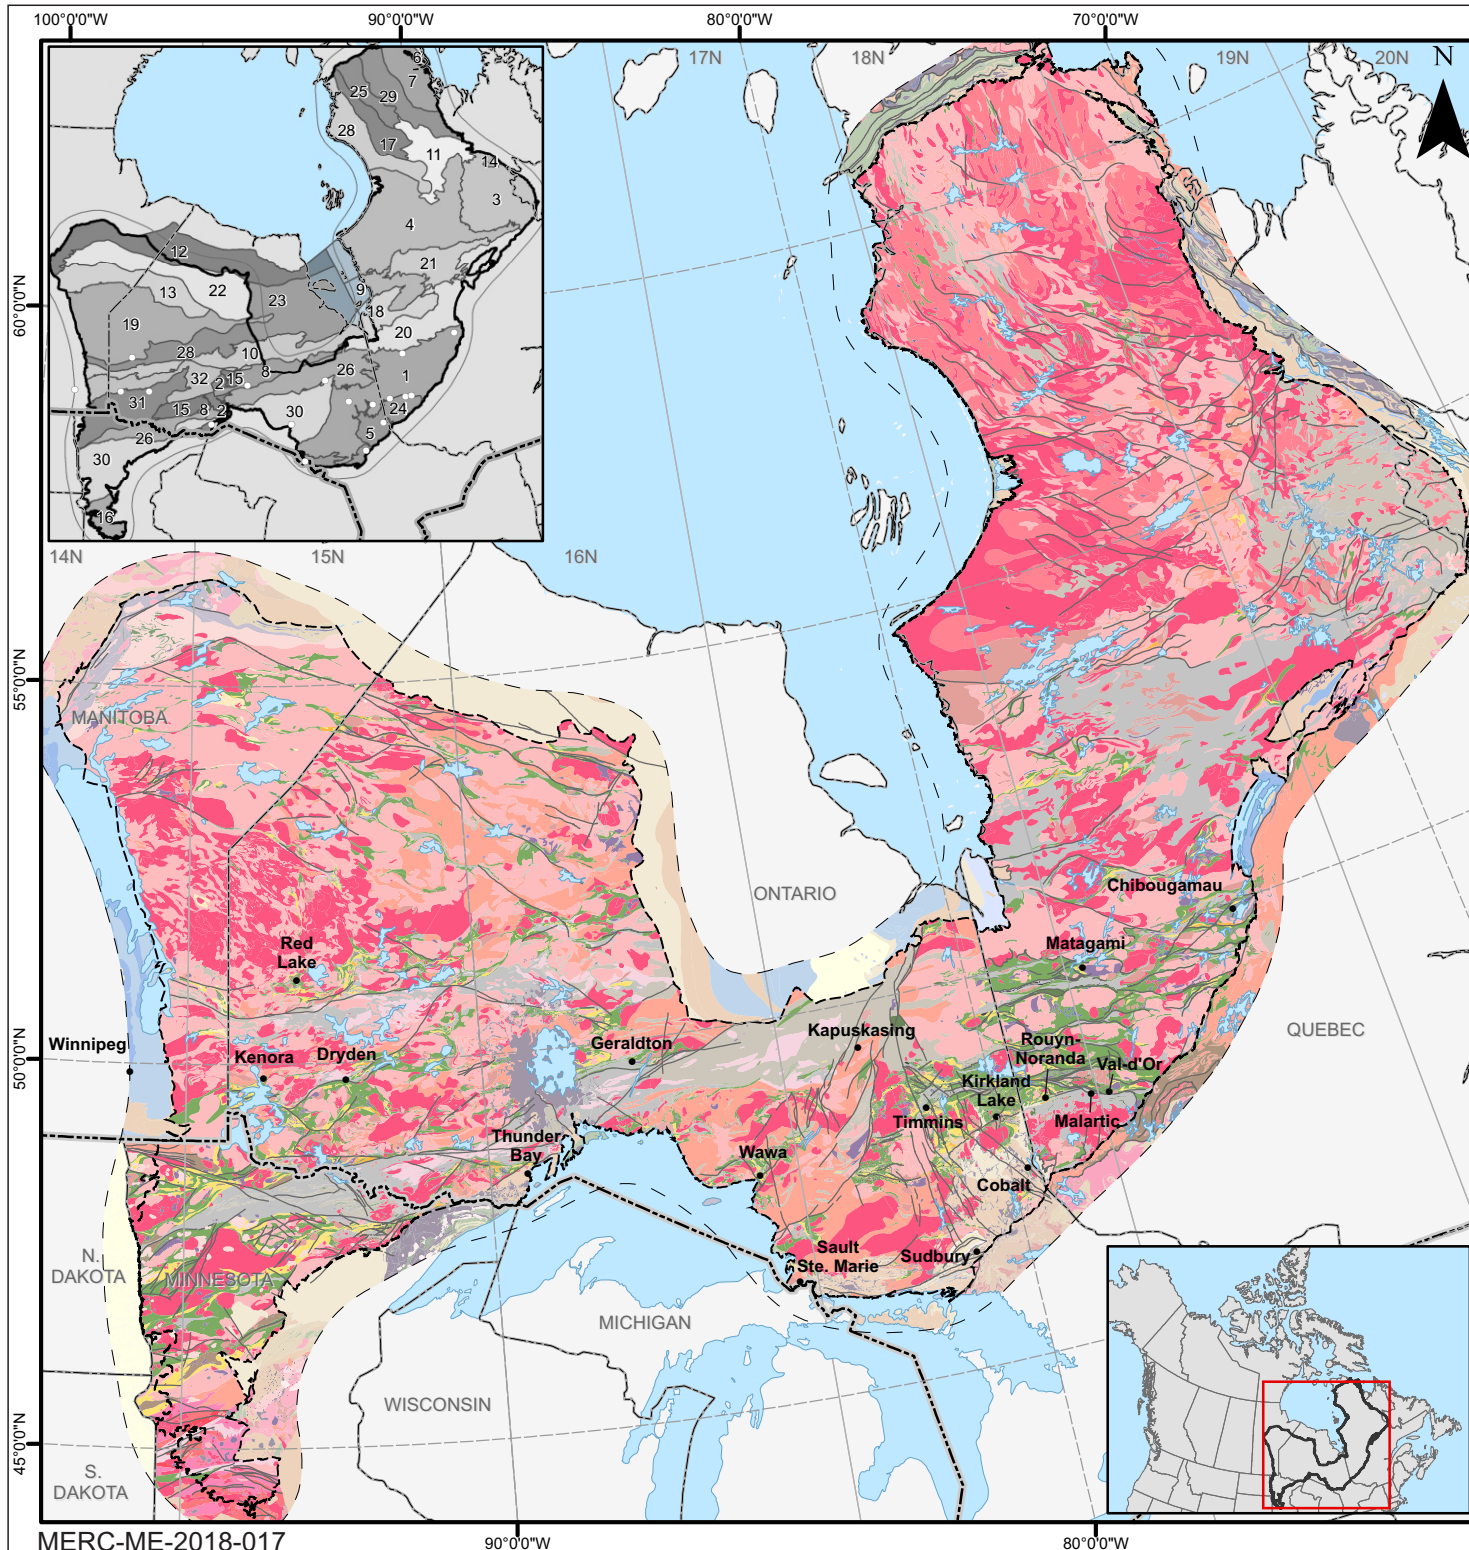 100°0'0"W
90°0'0"W
80°0'0"W
70°0'0"W
17N
18N
19N
20N
N
6
7
25
29
28
17
11
14
3
4
12
21
13
22
23
9
18
19
20
28
10
8
26
32
2
15
1
31
15
8
2
30
24
26
5
30
16
14N
15N
16N
60°0'0"N
55°0'0"N
50°0'0"N
45°0'0"N
MANITOBA
ONTARIO
QUEBEC
Chibougamau
Matagami
Red
Lake
Kapuskasing
Rouyn-
Noranda
Val-d'Or
Winnipeg
Kenora
Dryden
Geraldton
Kirkland
Lake
Timmins
Malartic
Thunder
Bay
Wawa
Cobalt
Sault
Ste. Marie
Sudbury
N.
DAKOTA
MINNESOTA
MICHIGAN
WISCONSIN
S.
DAKOTA
MERC-ME-2018-017
90°0'0"W
80°0'0"W